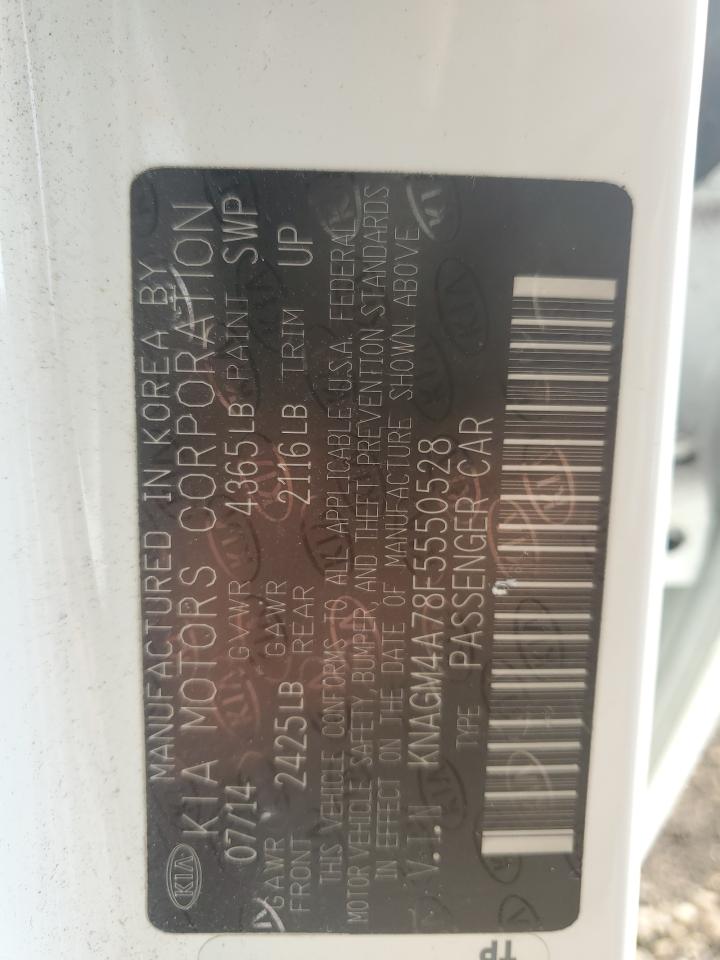 MANUFACTURED IN KOREA BY
KIA KIA MOTORS CORPORATION
07/14 GVWR 4365LB PAINT SWP
GAWR FRONT 2425LB GAWR REAR 2116LB TRIM UP
THIS VEHICLE CONFORMS TO ALL APPLICABLE U.S.A. FEDERAL
MOTOR VEHICLE SAFETY, BUMPER, AND THEFT PREVENTION STANDARDS
IN EFFECT ON THE DATE OF MANUFACTURE SHOWN ABOVE
V.I.N KNAGM4A78F5550528
TYPE PASSENGER CAR
TP